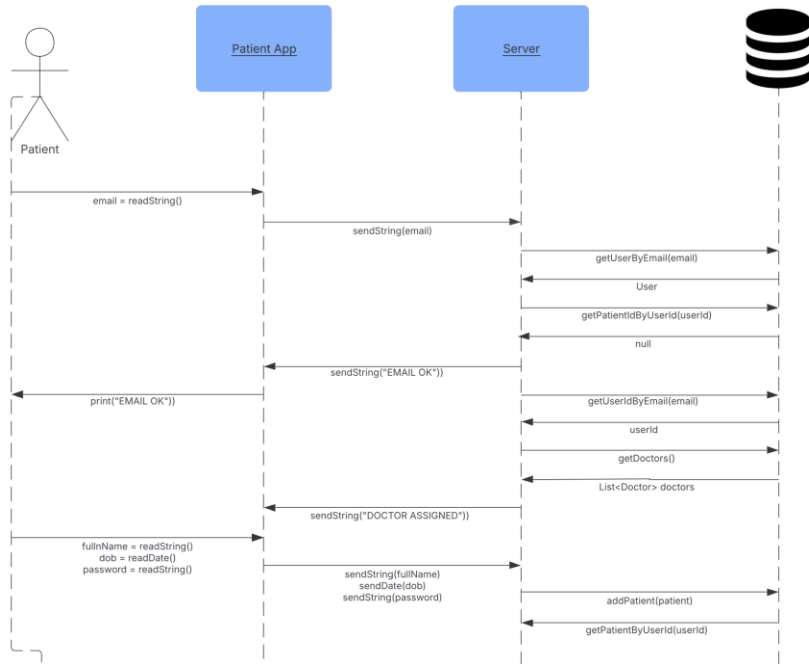 Patient App
Server
Patient
email = readString()
sendString(email)
getUserByEmail(email)
User
getPatientIdByUserId(userId)
null
sendString("EMAIL OK"))
print("EMAIL OK"))
getUserIdByEmail(email)
userId
getDoctors()
List<Doctor> doctors
sendString("DOCTOR ASSIGNED"))
fullnName = readString()
dob = readDate()
password = readString()
sendString(fullName)
sendDate(dob)
sendString(password)
addPatient(patient)
getPatientByUserId(userId)